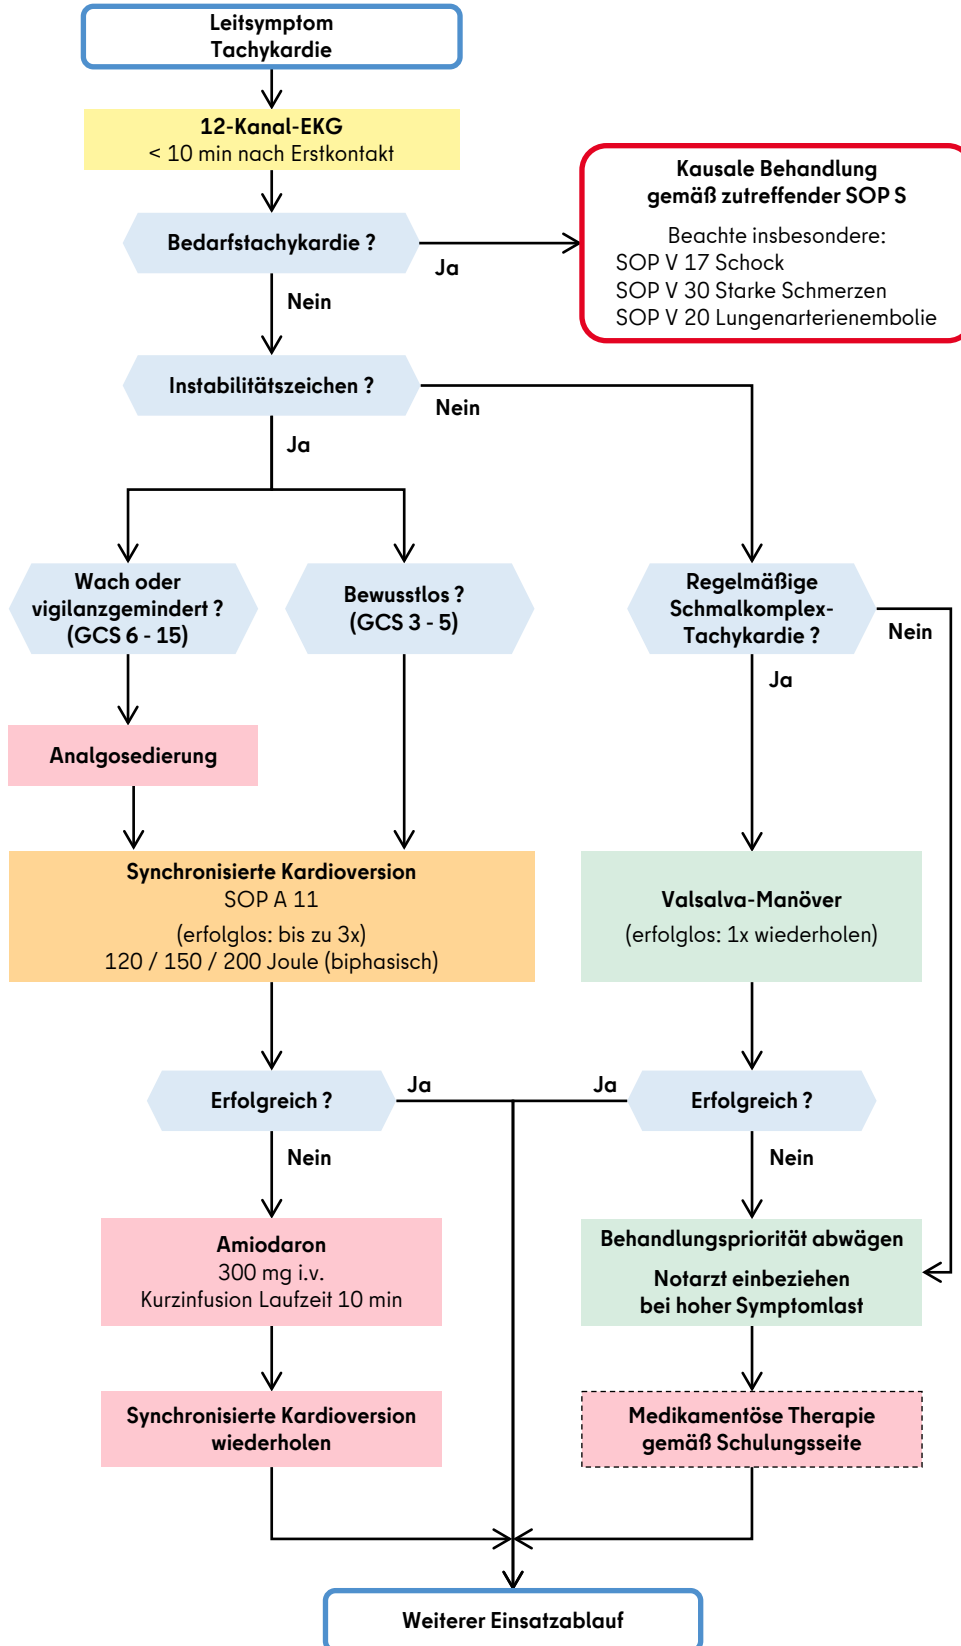 Leitsymptom
Tachykardie
12-Kanal-EKG
< 10 min nach Erstkontakt
Kausale Behandlung
gemäß zutreffender SOP S
Beachte insbesondere:
SOP V 17 Schock
SOP V 30 Starke Schmerzen
SOP V 20 Lungenarterienembolie
Bedarfstachykardie ?
Ja
Nein
Instabilitätszeichen ?
Nein
Ja
Wach oder
vigilanzgemindert ?
(GCS 6 - 15)
Bewusstlos ?
(GCS 3 - 5)
Regelmäßige
Schmalkomplex-
Tachykardie ?
Nein
Ja
Analgosedierung
Synchronisierte Kardioversion
SOP A 11
(erfolglos: bis zu 3x)
120 / 150 / 200 Joule (biphasisch)
Valsalva-Manöver
(erfolglos: 1x wiederholen)
Erfolgreich ?
Ja
Ja
Erfolgreich ?
Nein
Nein
Amiodaron
300 mg i.v.
Kurzinfusion Laufzeit 10 min
Behandlungspriorität abwägen
Notarzt einbeziehen
bei hoher Symptomlast
Synchronisierte Kardioversion
wiederholen
Medikamentöse Therapie
gemäß Schulungsseite
Weiterer Einsatzablauf